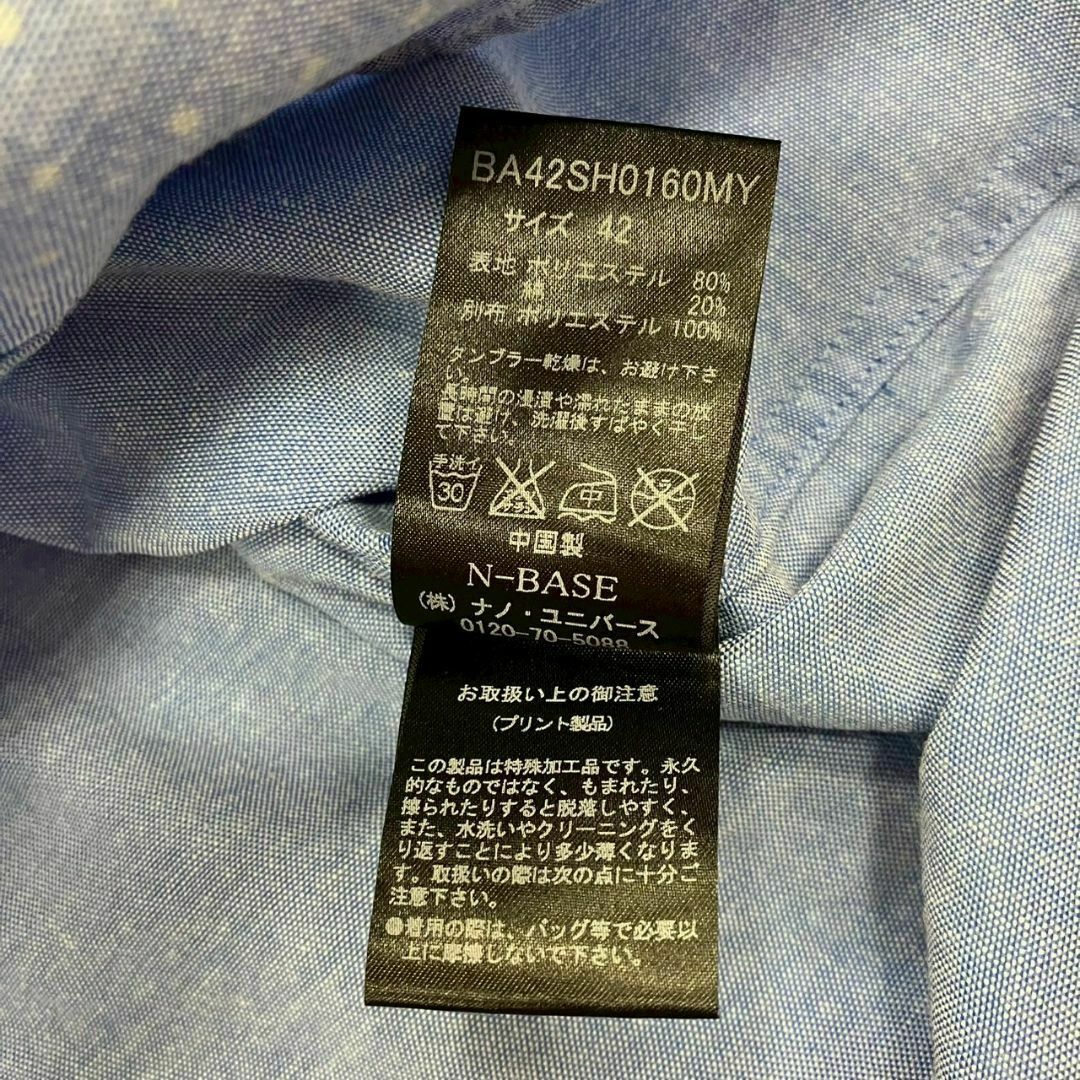 BA42SH0160MY
サイズ 42
表地 ポリエステル 80%
綿 20%
別布 ポリエステル 100%
タンブラー乾燥は、お避け下さ
い。
長時間の浸漬や濡れたままの放
置は避け、洗濯後すばやく干し
て下さい。
手洗イ
30
エンソ
サラシ
中
中国製
N-BASE
(株) ナノ・ユニバース
0120-70-5088
お取扱い上の御注意
(プリント製品)
この製品は特殊加工品です。永久
的なものではなく、もまれたり、
擦られたりすると脱落しやすく、
また、水洗いやクリーニングをく
り返すことにより多少薄くなりま
す。取扱いの際は次の点に十分ご
注意下さい。
●着用の際は、バッグ等で必要以
上に摩擦しないで下さい。